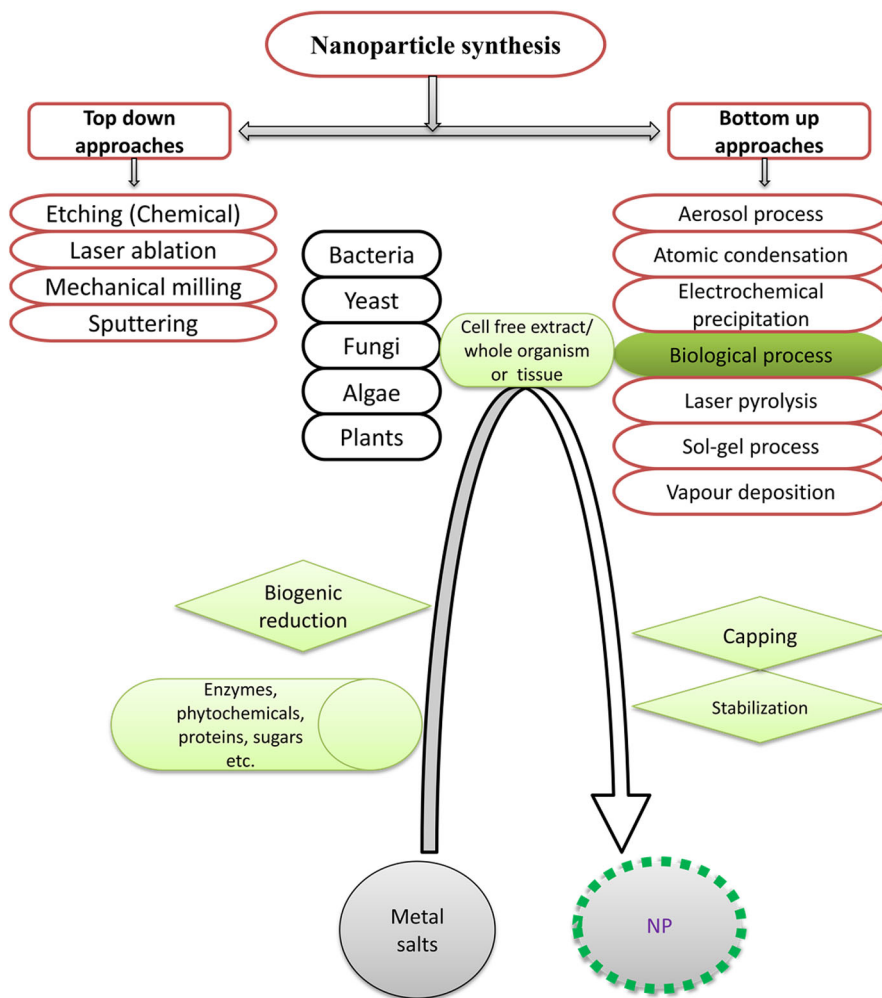 Nanoparticle synthesis
Top down
approaches
Etching (Chemical)
Laser ablation
Mechanical milling
Sputtering
Bottom up
approaches
Aerosol process
Atomic condensation
Electrochemical
precipitation
Biological process
Laser pyrolysis
Sol-gel process
Vapour deposition
Bacteria
Yeast
Fungi
Algae
Plants
Cell free extract/
whole organism
or tissue
Biogenic
reduction
Enzymes,
phytochemicals,
proteins, sugars
etc.
Capping
Stabilization
Metal
salts
NP